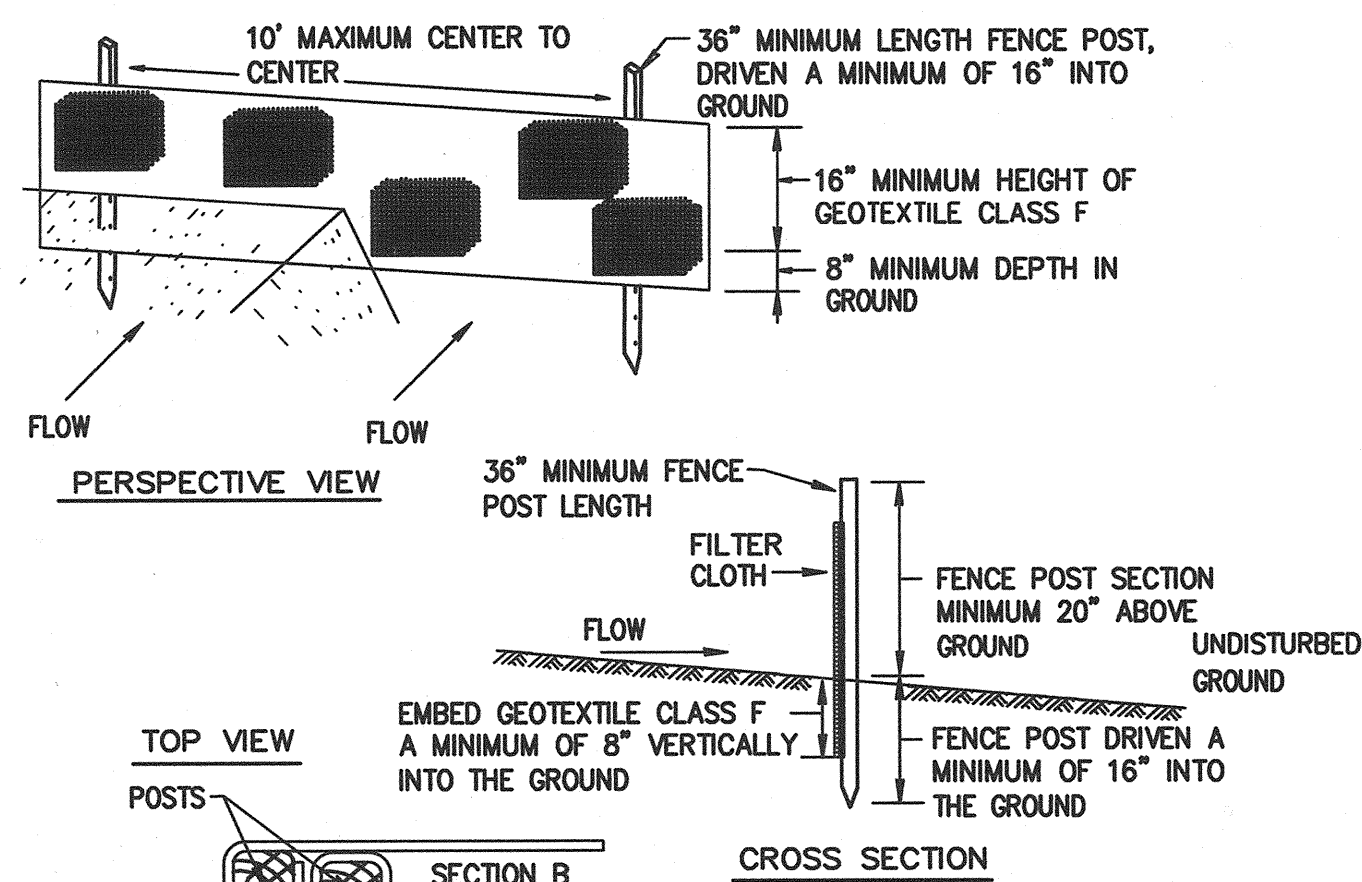 10' MAXIMUM CENTER TO
CENTER
36" MINIMUM LENGTH FENCE POST,
DRIVEN A MINIMUM OF 16" INTO
GROUND
16" MINIMUM HEIGHT OF
GEOTEXTILE CLASS F
8" MINIMUM DEPTH IN
GROUND
FLOW
FLOW
PERSPECTIVE VIEW
36" MINIMUM FENCE
POST LENGTH
FILTER
CLOTH
FLOW
FENCE POST SECTION
MINIMUM 20" ABOVE
GROUND
UNDISTURBED
GROUND
EMBED GEOTEXTILE CLASS F
A MINIMUM OF 8" VERTICALLY
INTO THE GROUND
FENCE POST DRIVEN A
MINIMUM OF 16" INTO
THE GROUND
TOP VIEW
POSTS
SECTION B
CROSS SECTION